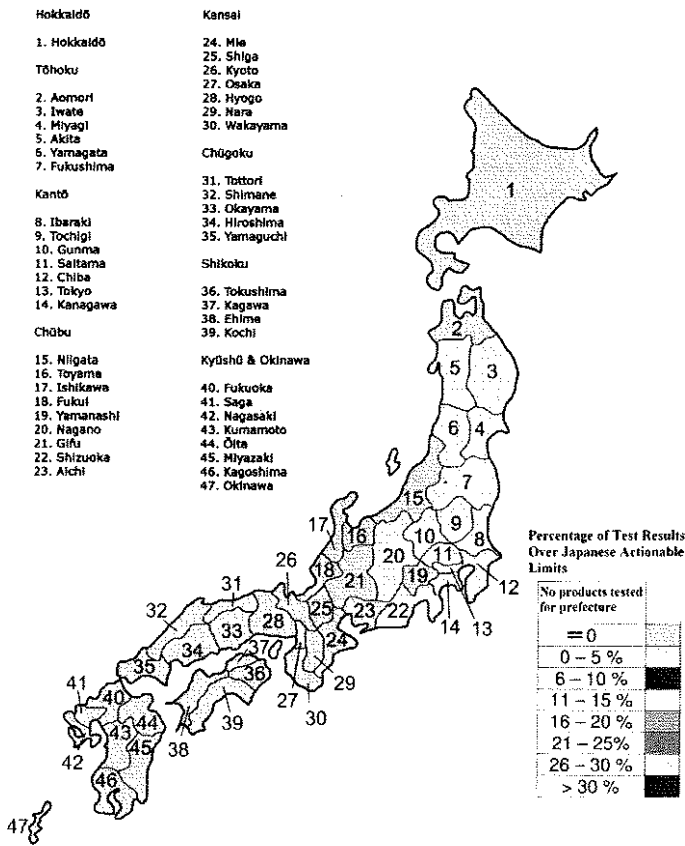 Hokkaidō
1. Hokkaidō
Tōhoku
2. Aomori
3. Iwate
4. Miyagi
5. Akita
6. Yamagata
7. Fukushima
Kantō
8. Ibaraki
9. Tochigi
10. Gunma
11. Saitama
12. Chiba
13. Tokyo
14. Kanagawa
Chūbu
15. Niigata
16. Toyama
17. Ishikawa
18. Fukui
19. Yamanashi
20. Nagano
21. Gifu
22. Shizuoka
23. Aichi
Kansai
24. Mie
25. Shiga
26. Kyoto
27. Osaka
28. Hyogo
29. Nara
30. Wakayama
Chūgoku
31. Tottori
32. Shimane
33. Okayama
34. Hiroshima
35. Yamaguchi
Shikoku
36. Tokushima
37. Kagawa
38. Ehime
39. Kochi
Kyūshū & Okinawa
40. Fukuoka
41. Saga
42. Nagasaki
43. Kumamoto
44. Ōita
45. Miyazaki
46. Kagoshima
47. Okinawa
1
2
5
3
6
4
7
15
9
8
10
17
16
11
20
18
21
19
12
26
31
25
23
22
14
13
32
28
33
24
34
37
35
36
29
27
41
40
30
44
39
43
38
45
42
46
47
Percentage of Test Results
Over Japanese Actionable
Limits
No products tested
for prefecture
= 0
0 – 5 %
6 – 10 %
11 – 15 %
16 – 20 %
21 – 25%
26 – 30 %
> 30 %